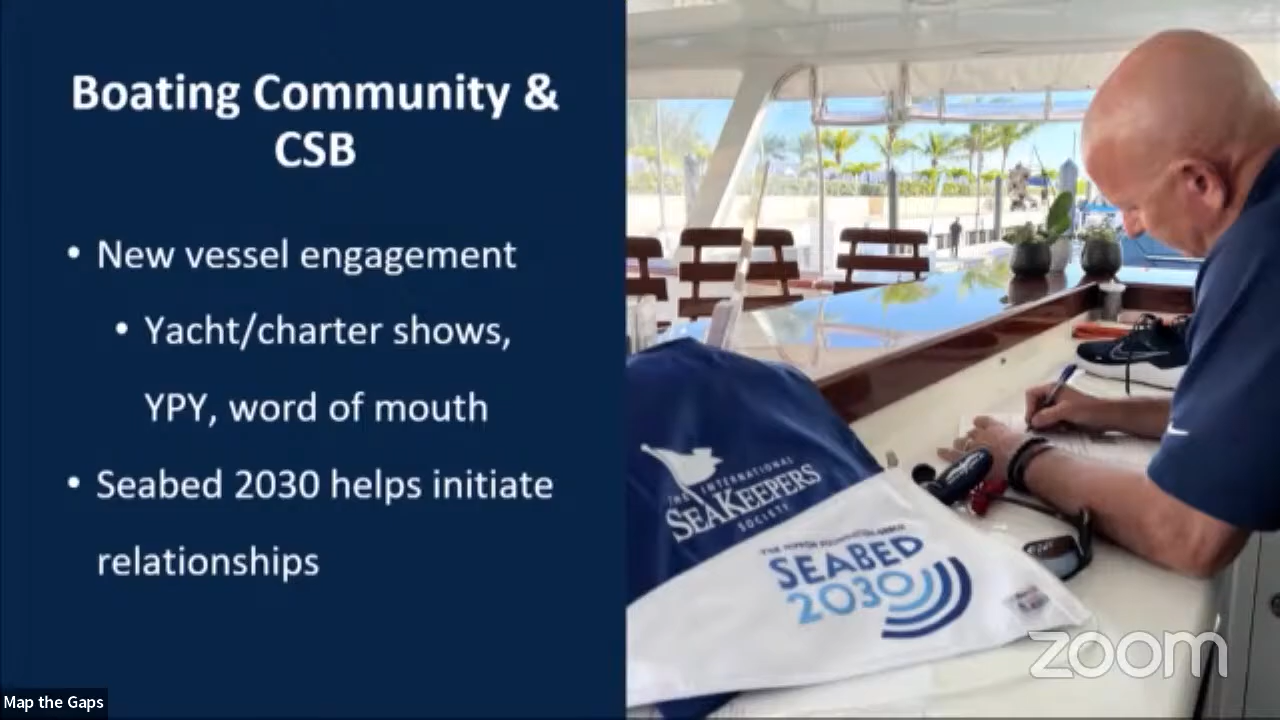 Boating Community &
CSB
• New vessel engagement
• Yacht/charter shows,
YPY, word of mouth
• Seabed 2030 helps initiate
relationships
THE INTERNATIONAL
SEAKEEPERS
SOCIETY
SEABED
2030
zoom
Map the Gaps